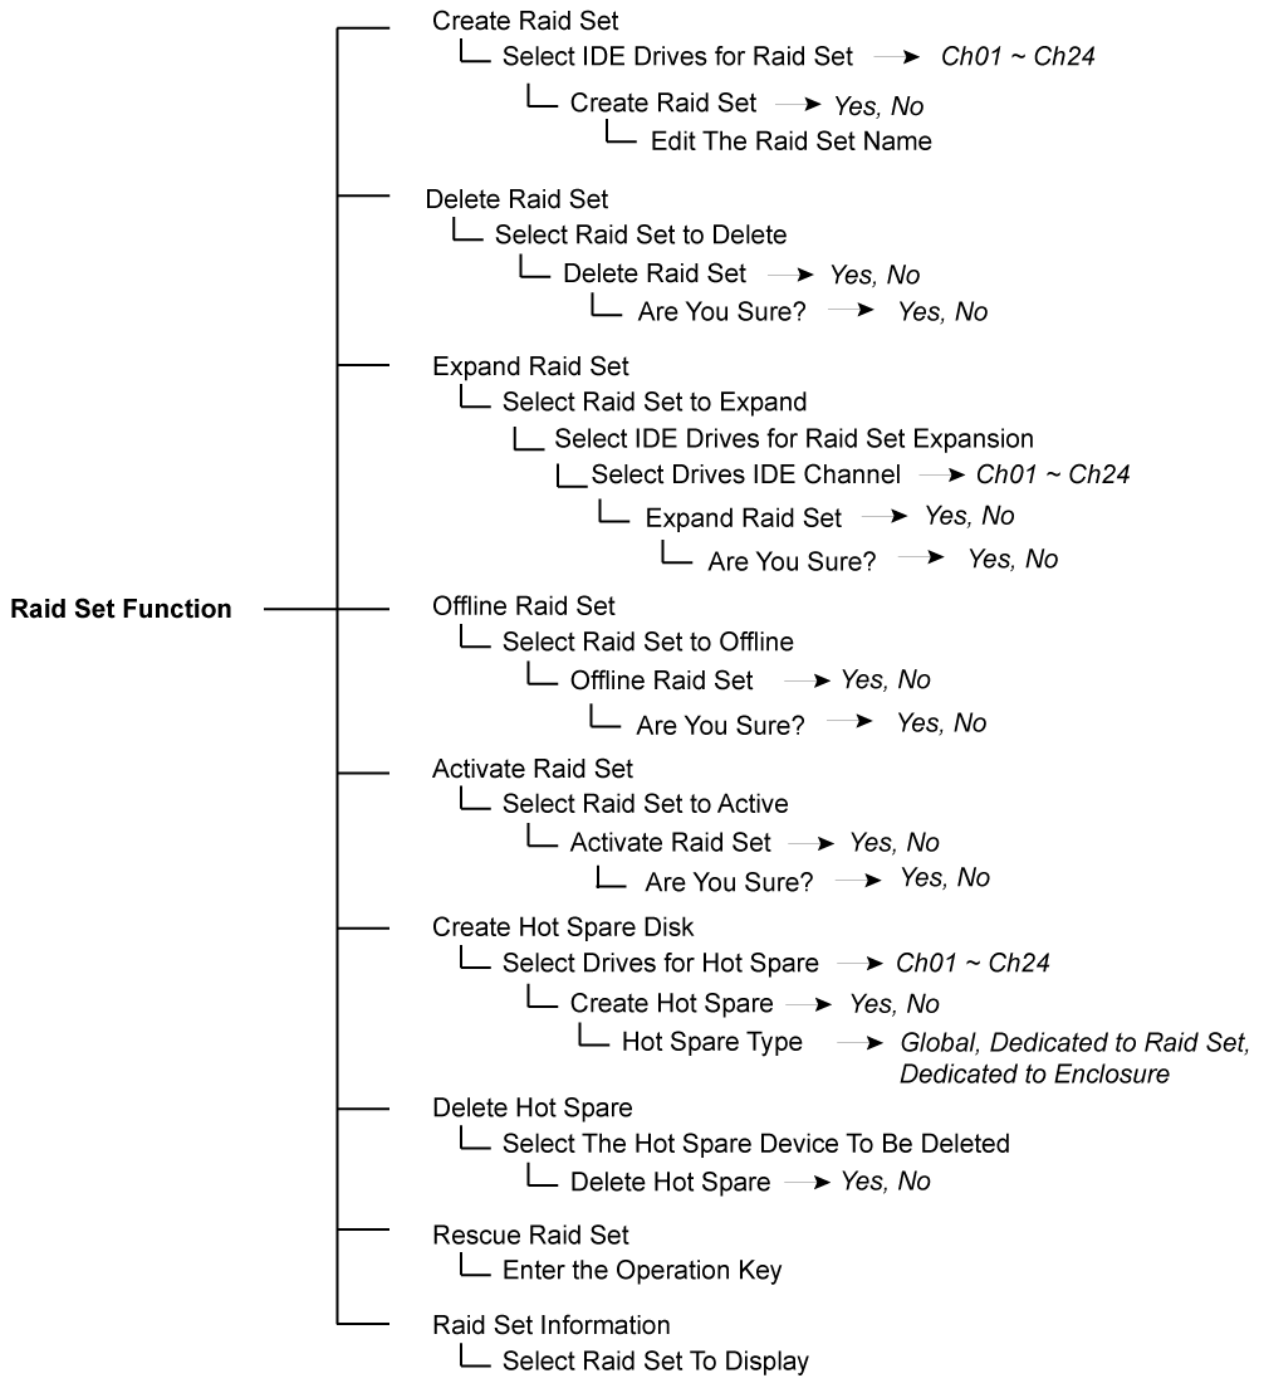 Create Raid Set
Select IDE Drives for Raid Set Ch01 ~ Ch24
Create Raid Set Yes, No
Edit The Raid Set Name
Delete Raid Set
Select Raid Set to Delete
Delete Raid Set Yes, No
Are You Sure? Yes, No
Expand Raid Set
Select Raid Set to Expand
Select IDE Drives for Raid Set Expansion
Select Drives IDE Channel Ch01 ~ Ch24
Expand Raid Set Yes, No
Are You Sure? Yes, No
Raid Set Function
Offline Raid Set
Select Raid Set to Offline
Offline Raid Set Yes, No
Are You Sure? Yes, No
Activate Raid Set
Select Raid Set to Active
Activate Raid Set Yes, No
Are You Sure? Yes, No
Create Hot Spare Disk
Select Drives for Hot Spare Ch01 ~ Ch24
Create Hot Spare Yes, No
Hot Spare Type Global, Dedicated to Raid Set,
Dedicated to Enclosure
Delete Hot Spare
Select The Hot Spare Device To Be Deleted
Delete Hot Spare Yes, No
Rescue Raid Set
Enter the Operation Key
Raid Set Information
Select Raid Set To Display